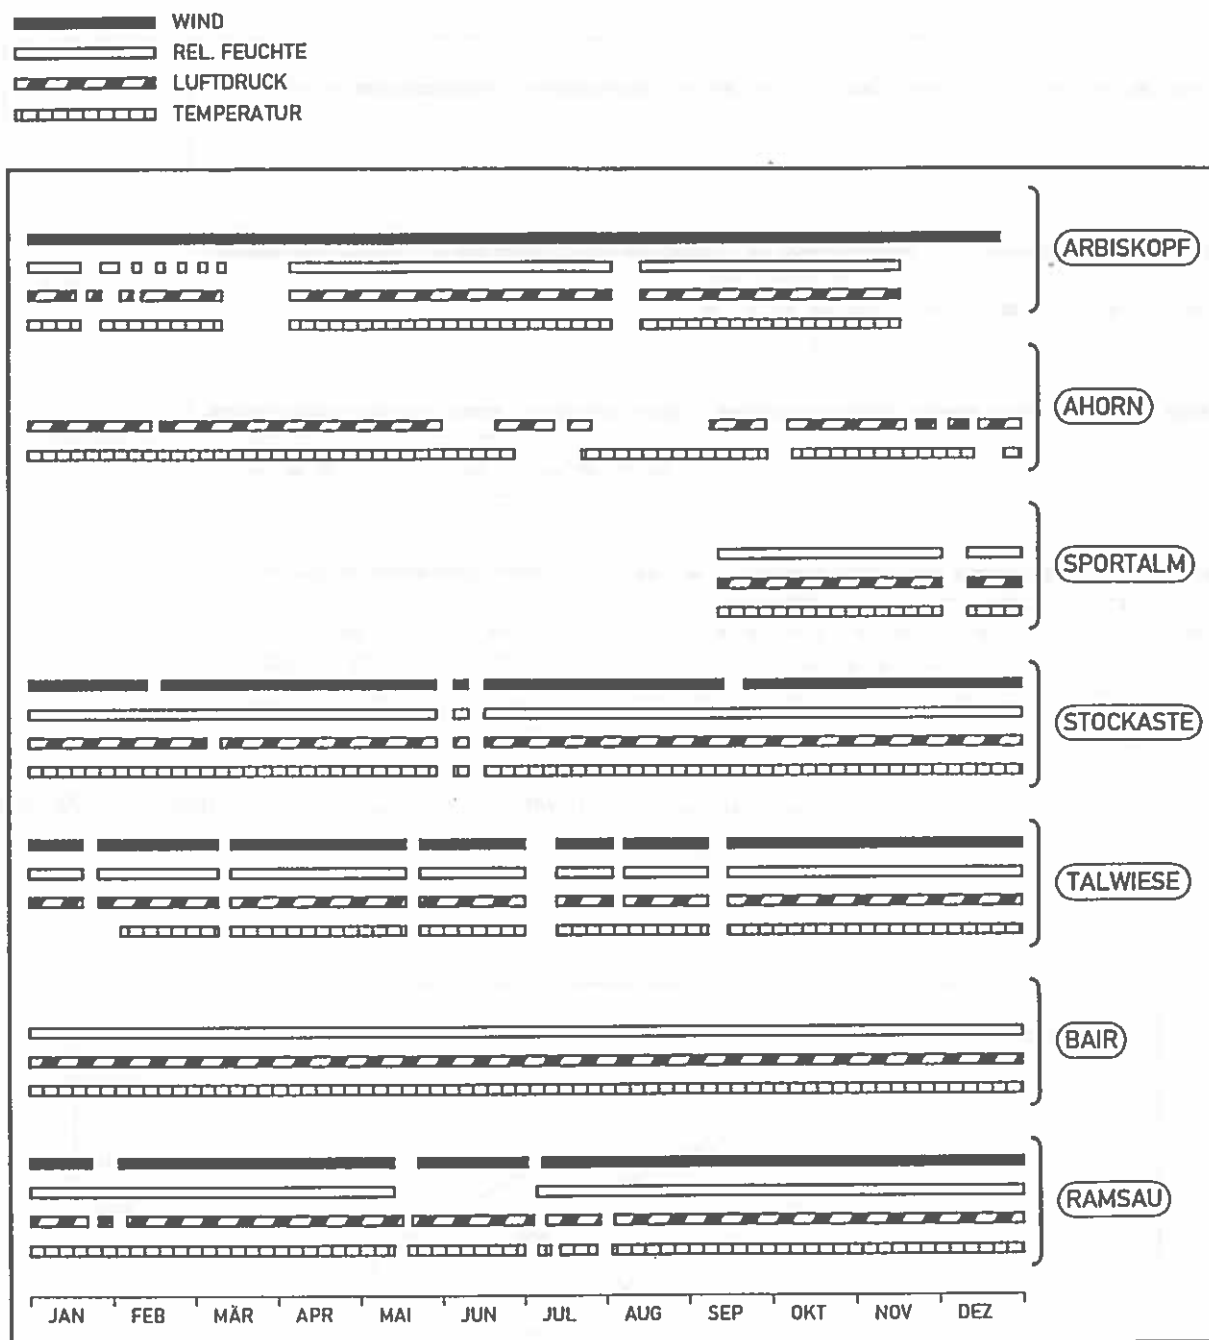 WIND
REL. FEUCHTE
LUFTDRUCK
TEMPERATUR
ARBISKOPF
AHORN
SPORTALM
STOCKASTE
TALWIESE
BAIR
RAMSAU
JAN FEB MÄR APR MAI JUN JUL AUG SEP OKT NOV DEZ